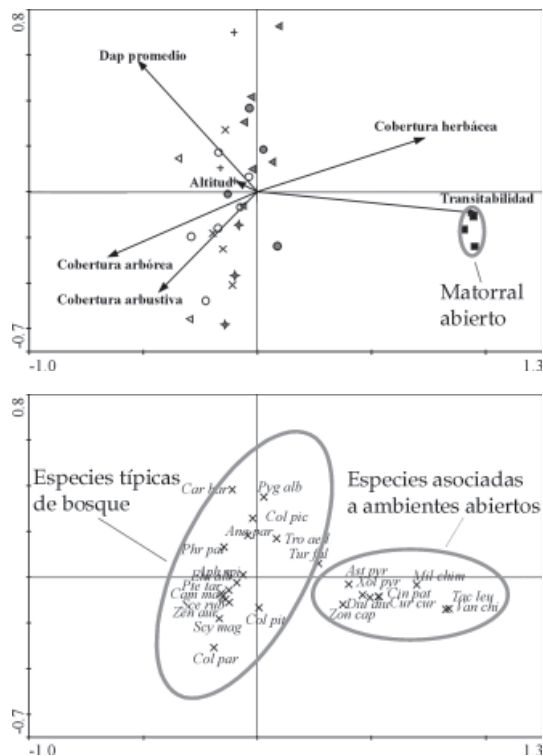 0.8
Dap promedio
Cobertura herbácea
Altitud
Transitabilidad
Cobertura arbórea
Cobertura arbustiva
Matorral
abierto
-0.7
-1.0
1.3
0.8
Especies típicas
de bosque
Especies asociadas
a ambientes abiertos
Car bar
Pyg alb
Col pic
Ana par
Tro aed
Phr pat
Tur fal
Aph spi
Ast pyr
Xol pyr
Mil chim
Pte tar
Cam mag
Sce rub
Zen aur
Scy mag
Col pit
Zon cap
Cur cur
Cin pat
Tac leu
Van chi
Col par
-0.7
-1.0
1.3